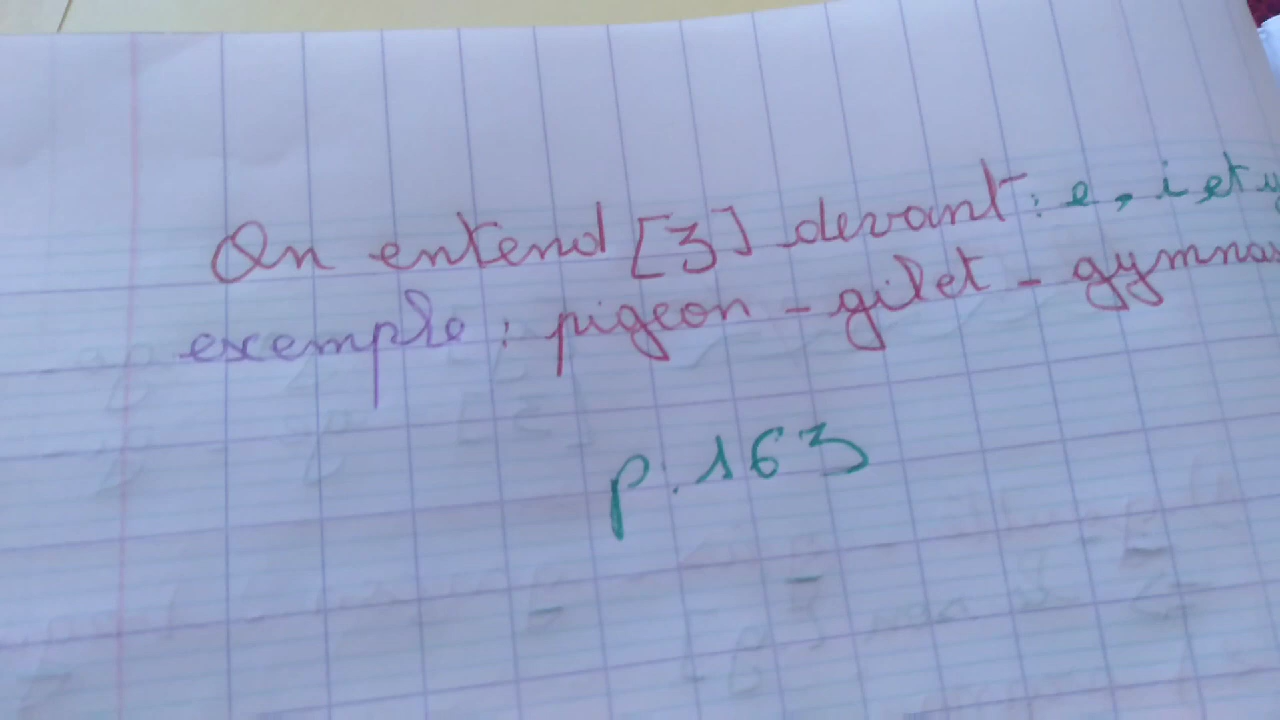 On entend [ʒ] devant : e, i et y
exemple : pigeon - gilet - gymnas
p. 163